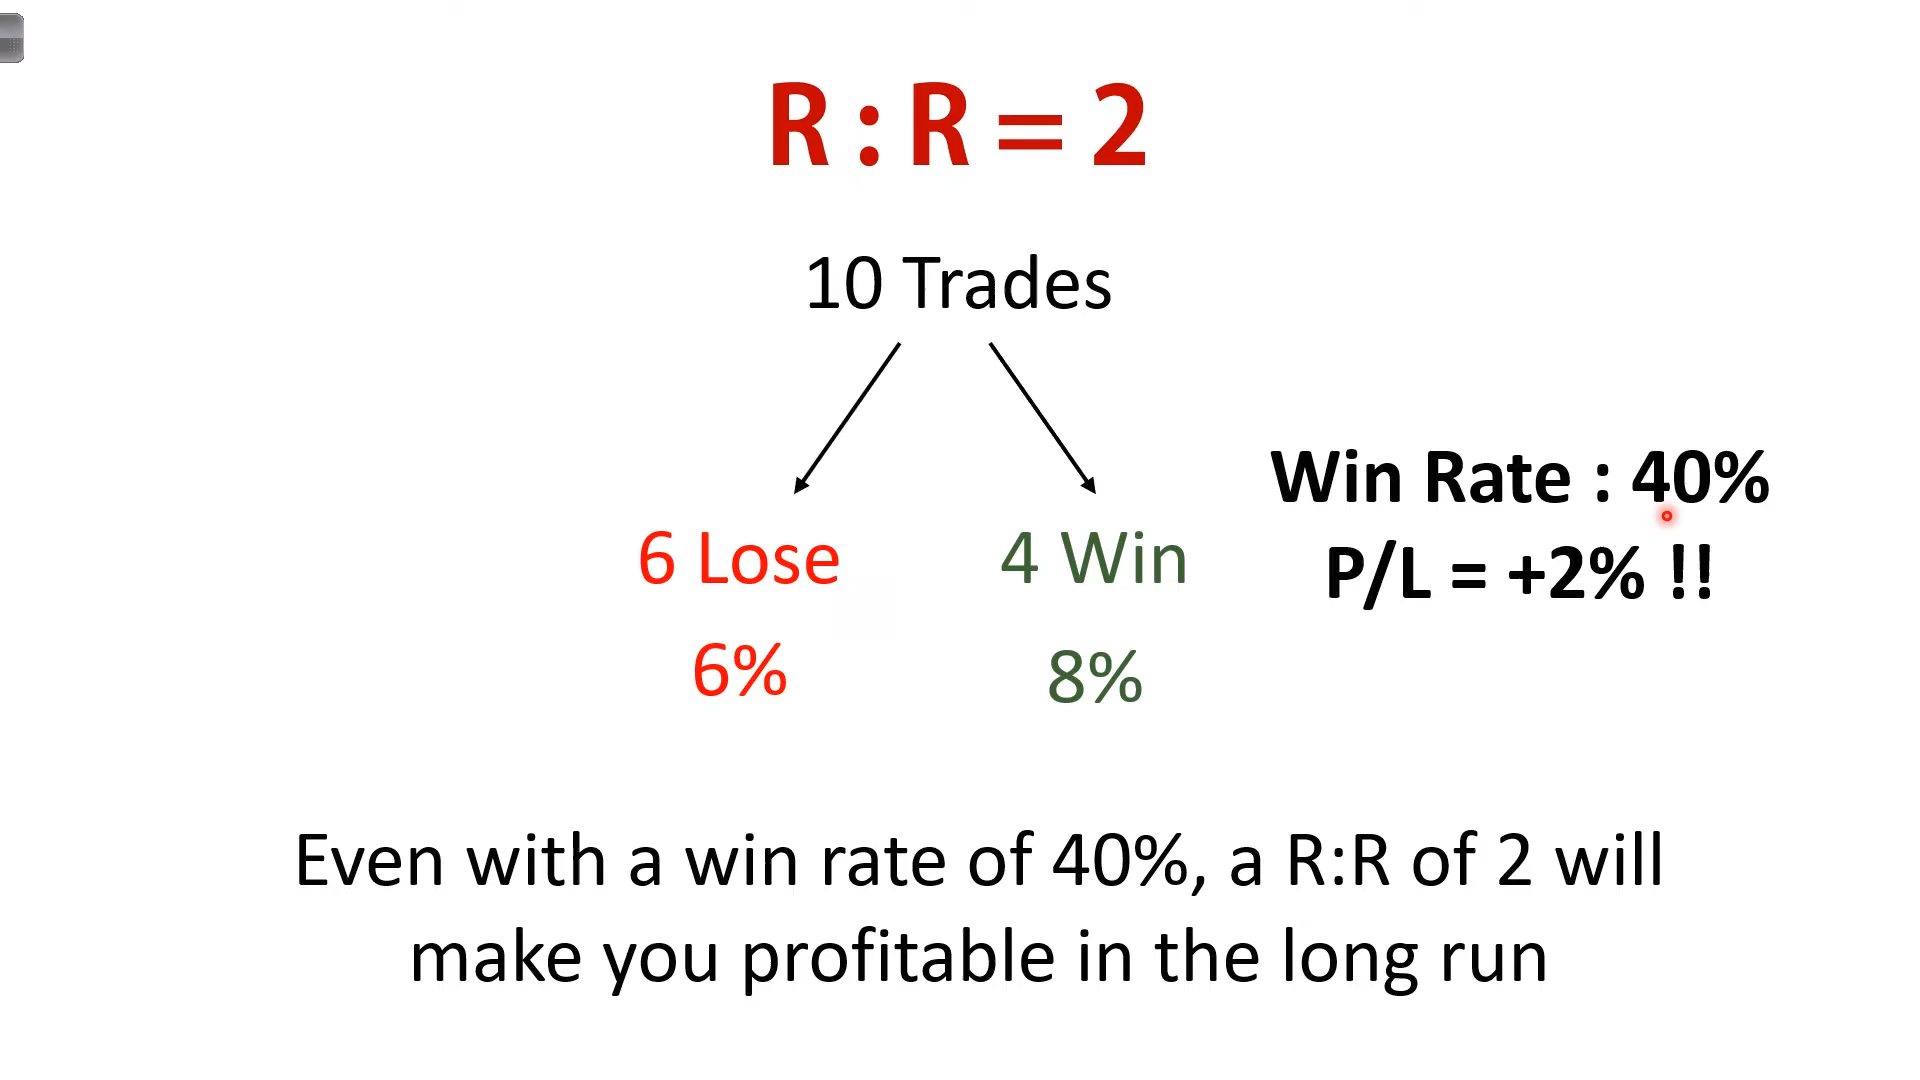 R : R = 2
10 Trades
Win Rate : 40%
6 Lose
4 Win
P/L = +2% !!
6%
8%
Even with a win rate of 40%, a R:R of 2 will
make you profitable in the long run